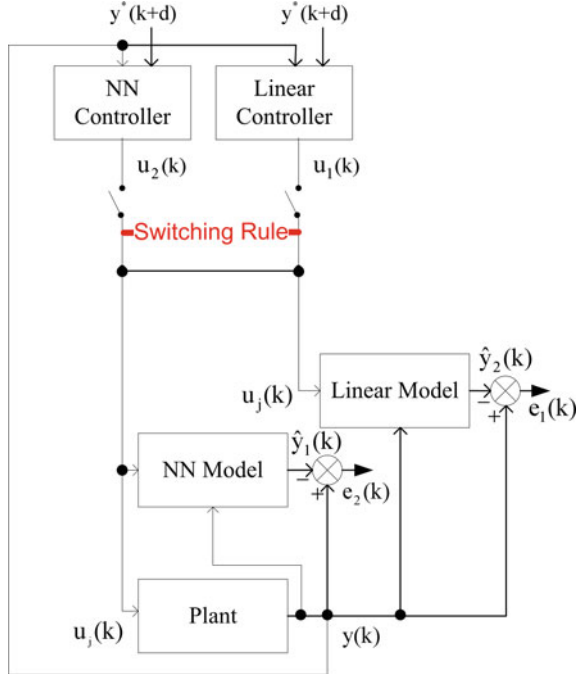 y*(k+d) y*(k+d)
NN Controller
Linear Controller
u₂(k) u₁(k)
Switching Rule
Linear Model
ŷ₂(k)
− +
e₁(k)
uⱼ(k)
NN Model
ŷ₁(k)
− +
e₂(k)
Plant
uⱼ(k)
y(k)